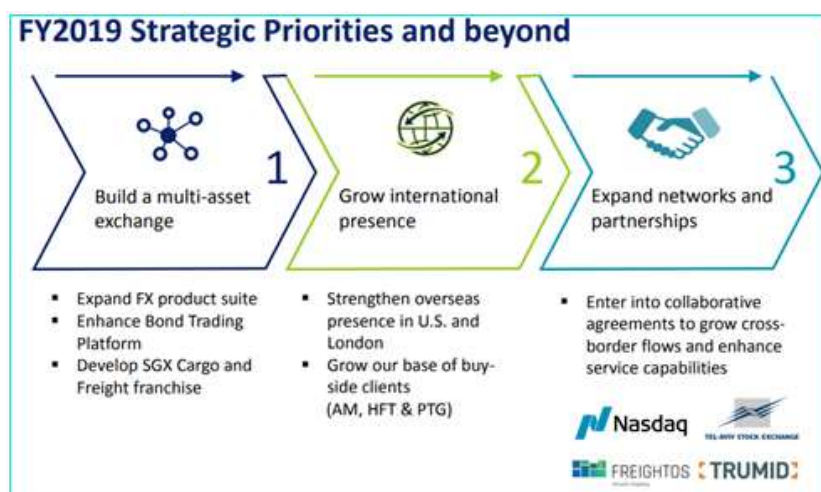 FY2019 Strategic Priorities and beyond
1
Build a multi-asset
exchange
2
Grow international
presence
3
Expand networks and
partnerships
▪ Expand FX product suite
▪ Enhance Bond Trading
Platform
▪ Develop SGX Cargo and
Freight franchise
▪ Strengthen overseas
presence in U.S. and
London
▪ Grow our base of buy-
side clients
(AM, HFT & PTG)
▪ Enter into collaborative
agreements to grow cross-
border flows and enhance
service capabilities
Nasdaq
TEL-AVIV STOCK EXCHANGE
FREIGHTOS
TRUMID